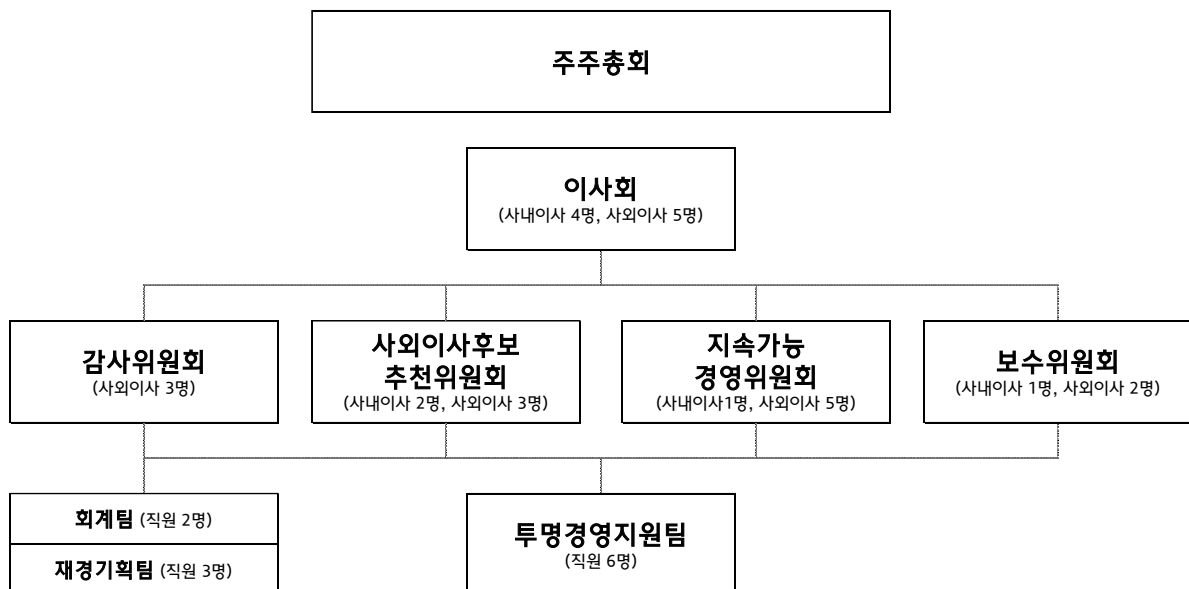 주주총회
이사회
(사내이사 4명, 사외이사 5명)
감사위원회
(사외이사 3명)
사외이사후보
추천위원회
(사내이사 2명, 사외이사 3명)
지속가능
경영위원회
(사내이사1명, 사외이사 5명)
보수위원회
(사내이사 1명, 사외이사 2명)
회계팀 (직원 2명)
재경기획팀 (직원 3명)
투명경영지원팀
(직원 6명)